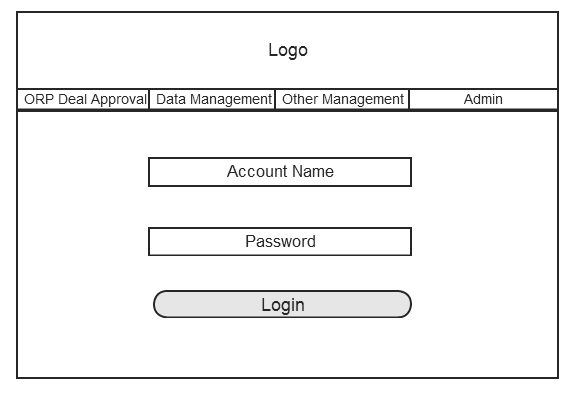 Logo
ORP Deal Approval Data Management Other Management Admin
Account Name
Password
Login